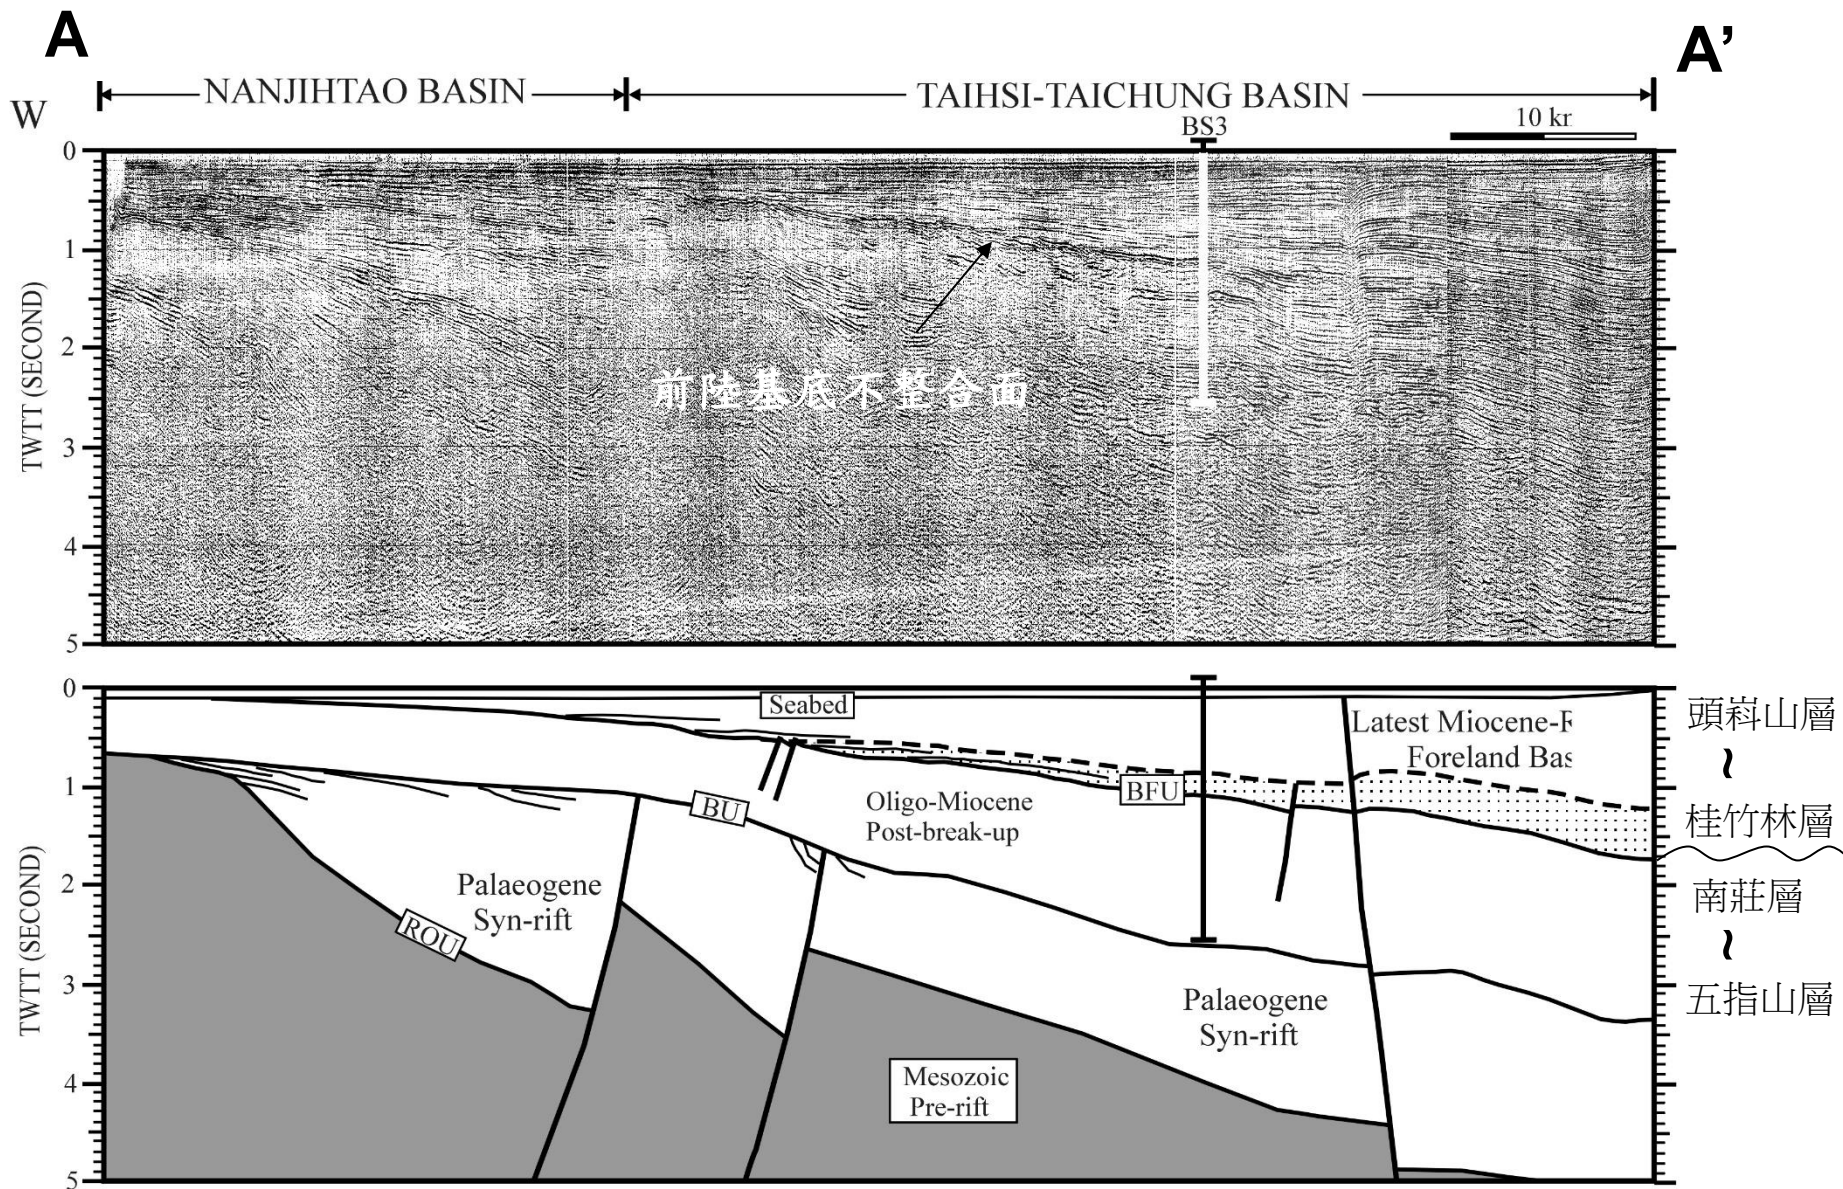 A
A’
NANJIHTAO BASIN
TAIHSI-TAICHUNG BASIN
W
BS3
10 kr
0
1
2
3
4
5
TWTT (SECOND)
前陸基底不整合面
0
1
2
3
4
5
TWTT (SECOND)
Seabed
Latest Miocene-F
Foreland Bas
BFU
BU
Oligo-Miocene
Post-break-up
Palaeogene
Syn-rift
ROU
Palaeogene
Syn-rift
Mesozoic
Pre-rift
頭嵙山層
~
桂竹林層
南莊層
~
五指山層